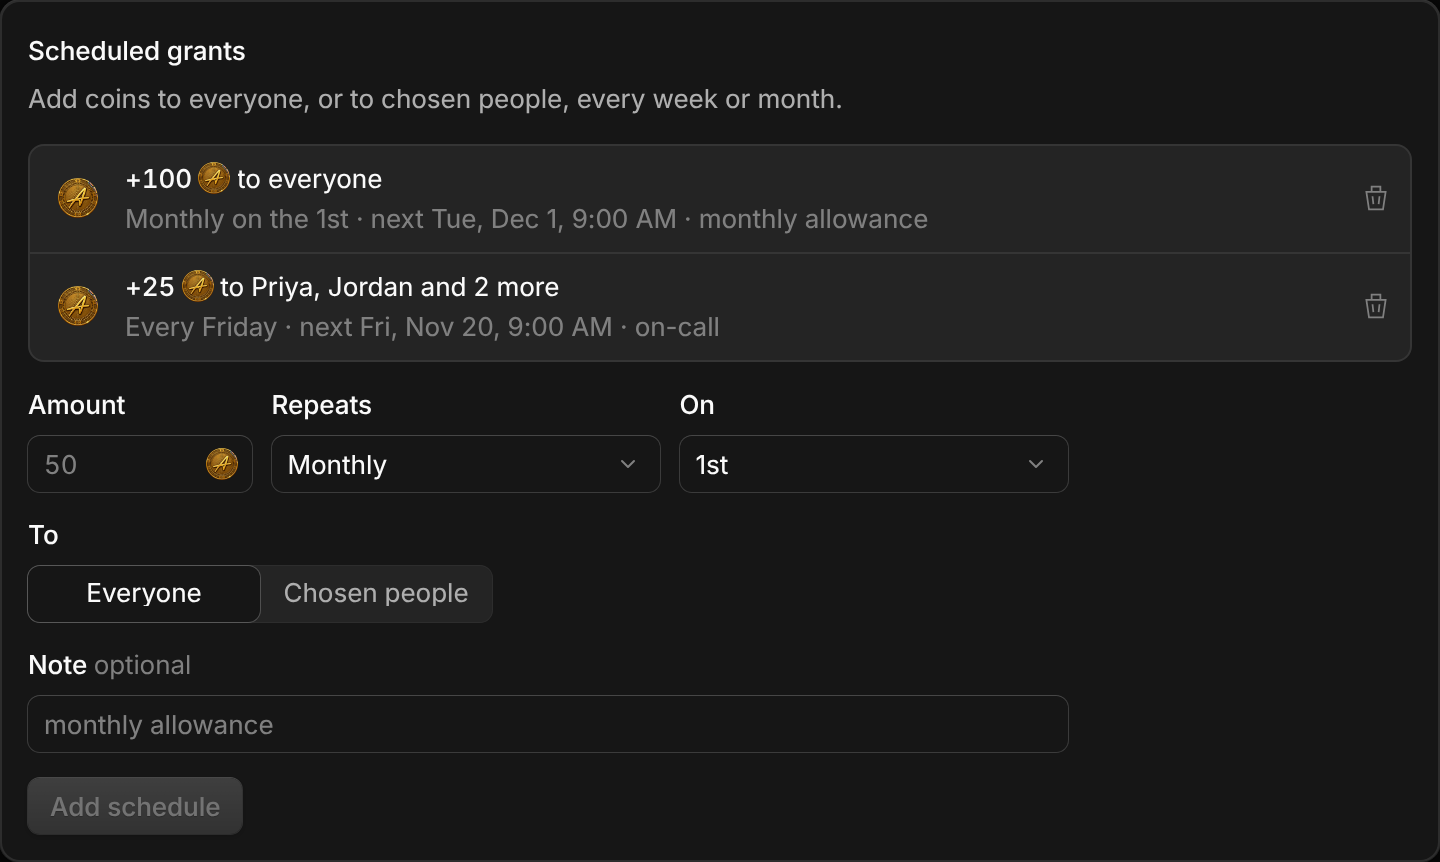 Scheduled grants
Add coins to everyone, or to chosen people, every week or month.
+100 to everyone
Monthly on the 1st · next Tue, Dec 1, 9:00 AM · monthly allowance
+25 to Priya, Jordan and 2 more
Every Friday · next Fri, Nov 20, 9:00 AM · on-call
Amount Repeats On
50 Monthly 1st
To
Everyone Chosen people
Note optional
monthly allowance
Add schedule